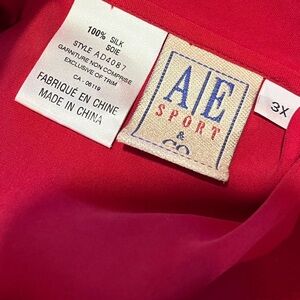 100% SILK
SOIE
STYLE AD4087
GARNITURE NON COMPRISE
EXCLUSIVE OF TRIM
CA: 08119
FABRIQUÉ EN CHINE
MADE IN CHINA
A|E
SPORT
& CO
3X